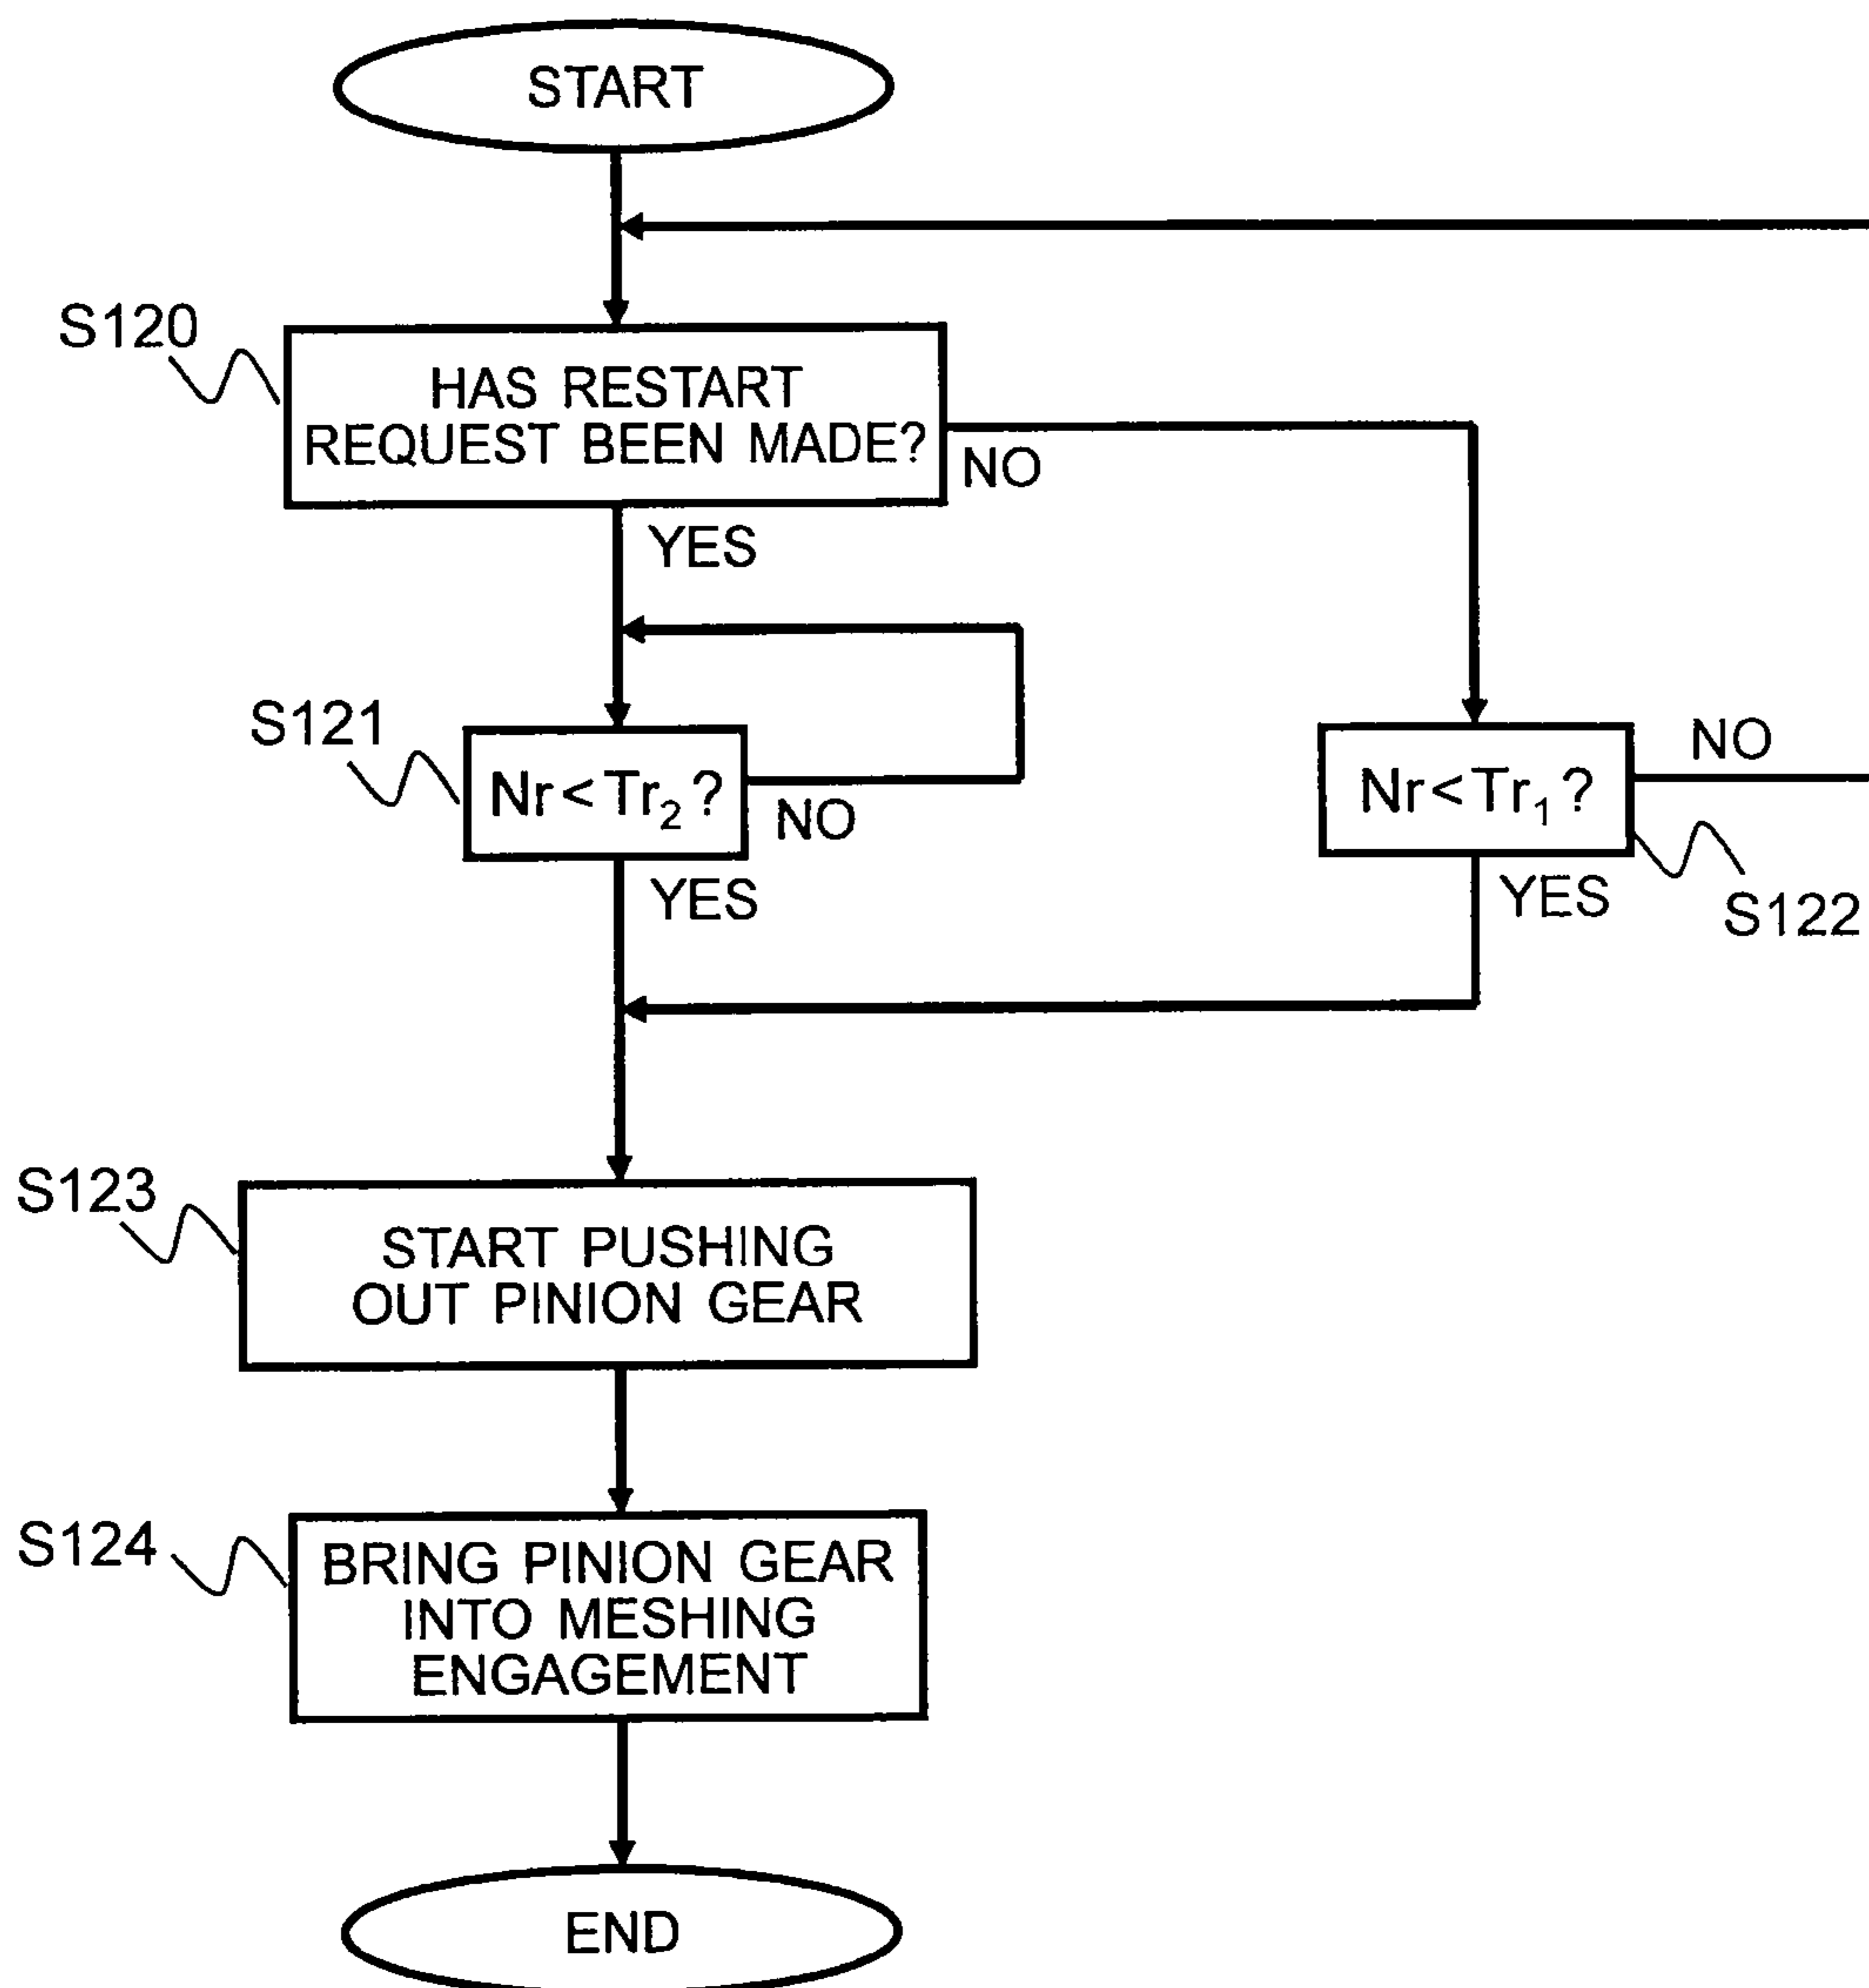 START
S120
HAS RESTART
REQUEST BEEN MADE?
NO
YES
S121
Nr<Tr₂?
NO
YES
Nr<Tr₁?
NO
YES
S122
S123
START PUSHING
OUT PINION GEAR
S124
BRING PINION GEAR
INTO MESHING
ENGAGEMENT
END